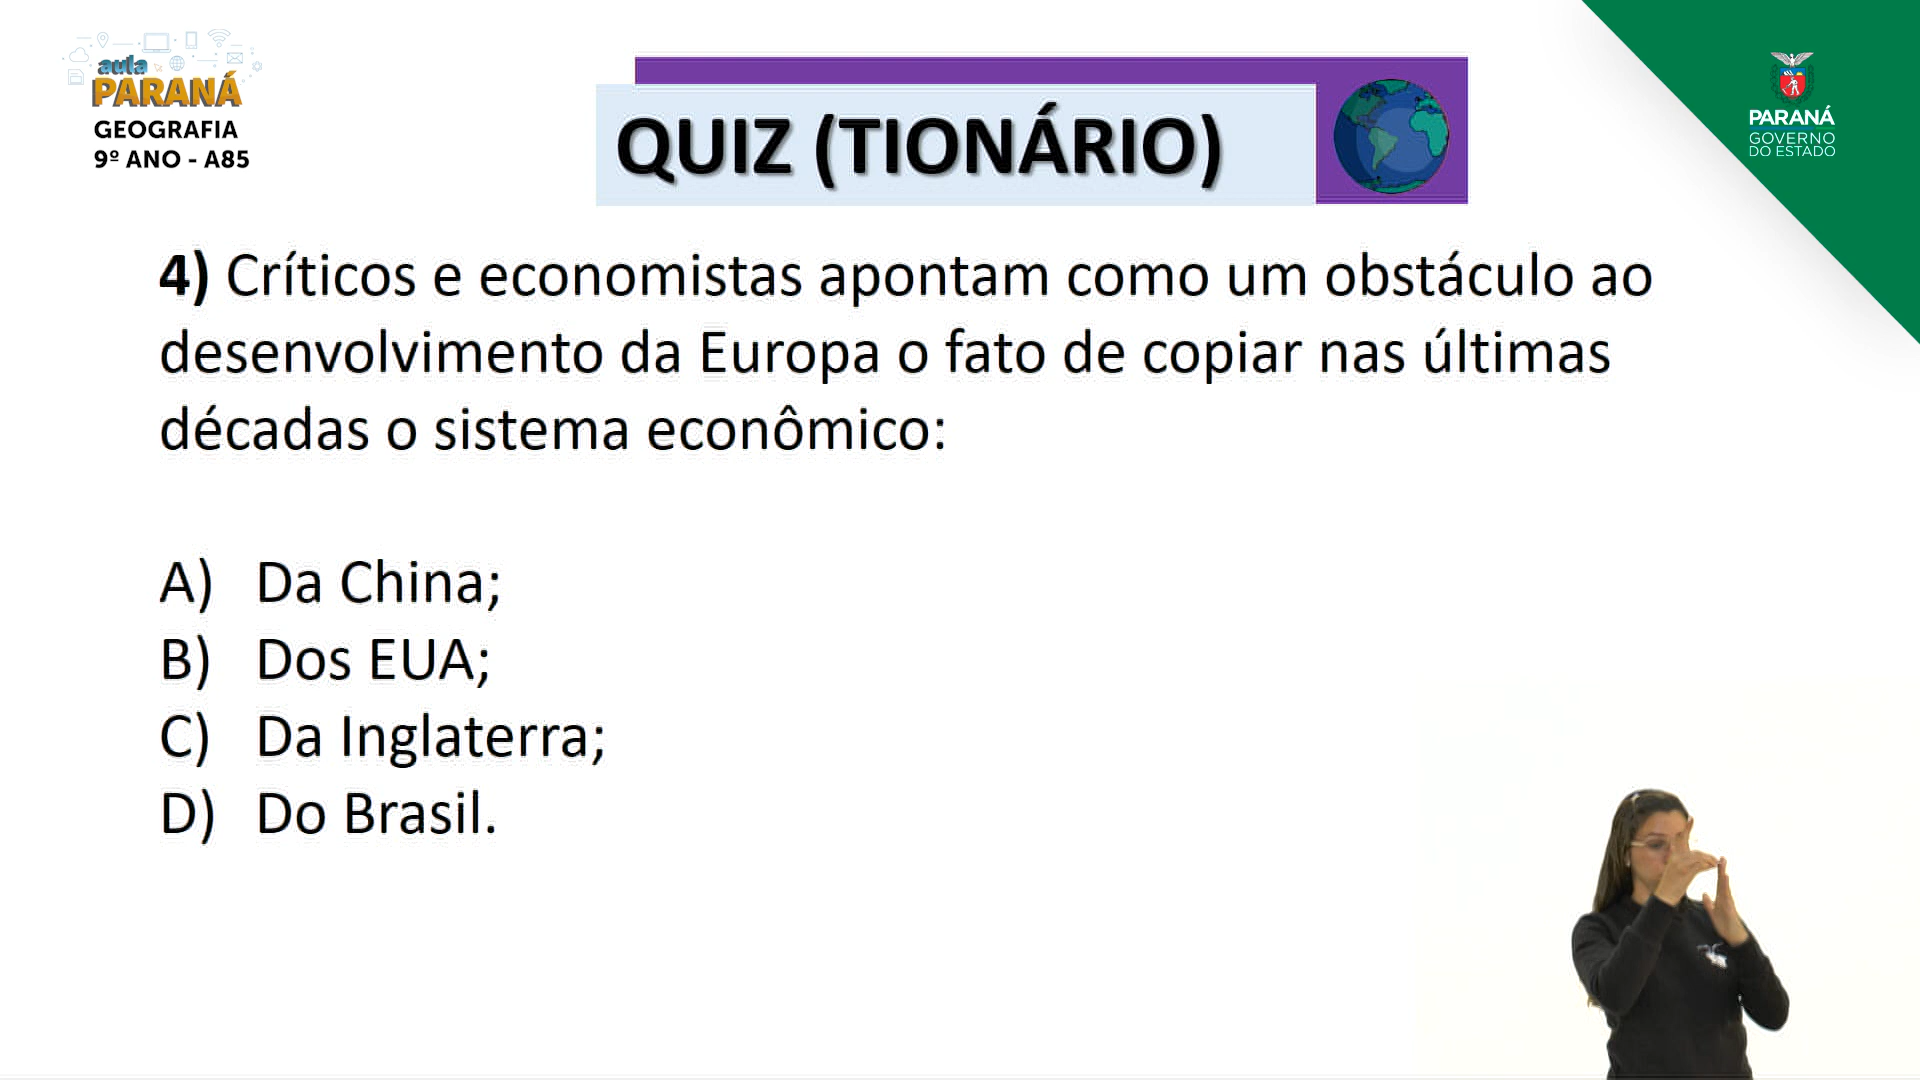 aula
PARANÁ
GEOGRAFIA
9º ANO - A85
QUIZ (TIONÁRIO)
PARANÁ
GOVERNO
DO ESTADO
4) Críticos e economistas apontam como um obstáculo ao
desenvolvimento da Europa o fato de copiar nas últimas
décadas o sistema econômico:
A) Da China;
B) Dos EUA;
C) Da Inglaterra;
D) Do Brasil.